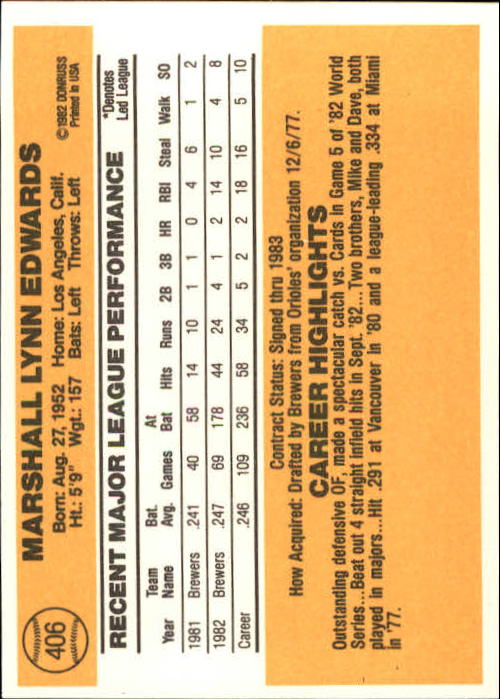 406
MARSHALL LYNN EDWARDS
Born: Aug. 27, 1952 Home: Los Angeles, Calif.
Ht.: 5'9" Wgt.: 157 Bats: Left Throws: Left
©1982 DONRUSS
Printed in USA
RECENT MAJOR LEAGUE PERFORMANCE
*Denotes
Led League
Team Bat. At
Year Name Avg. Games Bat Hits Runs 2B 3B HR RBI Steal Walk SO
1981 Brewers .241 40 58 14 10 1 1 0 4 6 1 2
1982 Brewers .247 69 178 44 24 4 1 2 14 10 4 8
Career .246 109 236 58 34 5 2 2 18 16 5 10
Contract Status: Signed thru 1983
How Acquired: Drafted by Brewers from Orioles' organization 12/6/77.
CAREER HIGHLIGHTS
Outstanding defensive OF, made a spectacular catch vs. Cards in Game 5 of '82 World
Series...Beat out 4 straight infield hits in Sept. '82... Two brothers, Mike and Dave, both
played in majors...Hit .291 at Vancouver in '80 and a league-leading .334 at Miami
in '77.